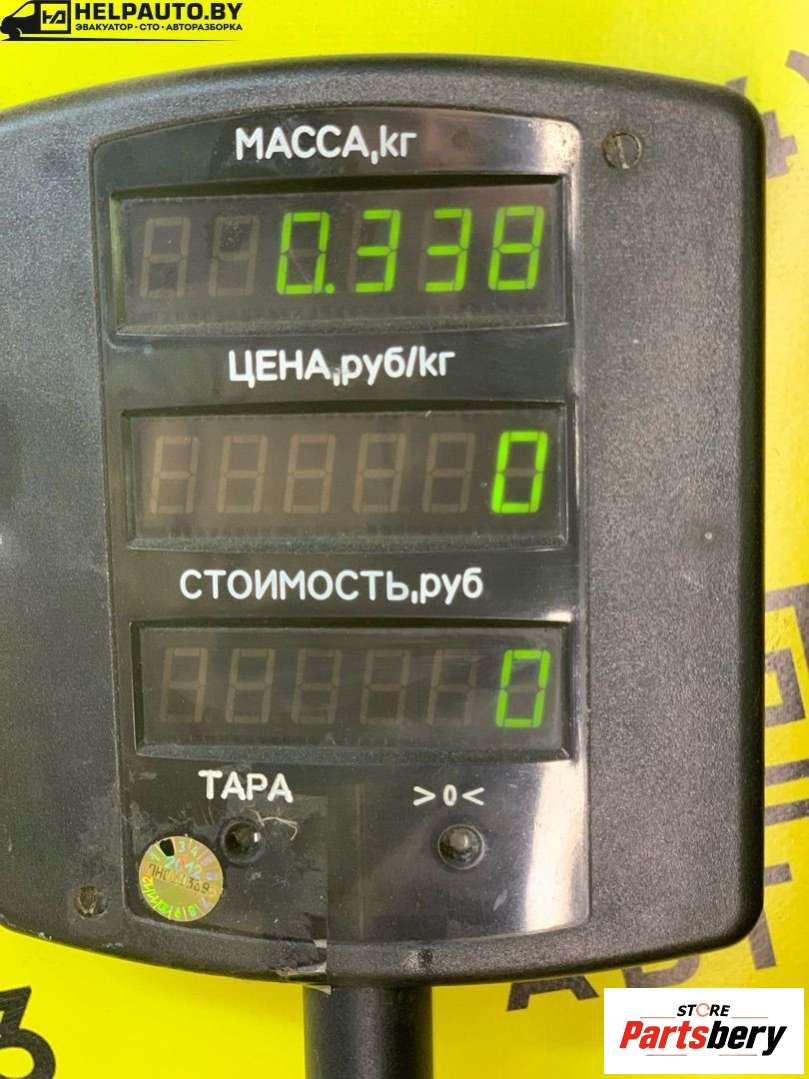 HELPAUTO.BY
ЭВАКУАТОР • СТО • АВТОРАЗБОРКА
МАССА,кг
0.338
ЦЕНА,руб/кг
0
СТОИМОСТЬ,руб
0
ТАРА
>0<
STORE
Partsbery